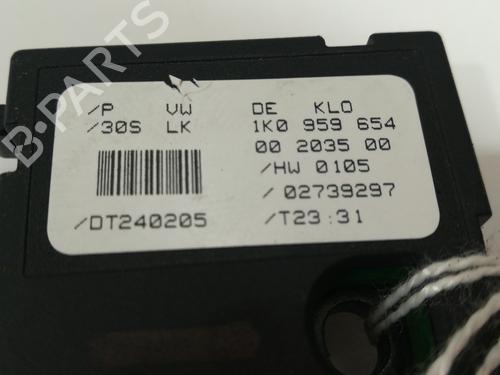 B-PARTS
/P VW DE KLO
/30S LK 1K0 959 654
00 2035 00
/HW 0105
/02739297
/DT240205 /T23:31